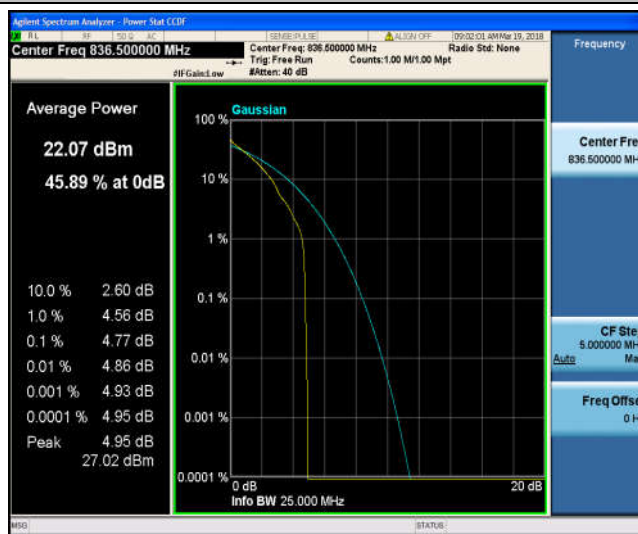 Agilent Spectrum Analyzer - Power Stat CCDF
RL RF 50 Ω AC SENSE:PULSE ALIGN OFF 09:02:01 AM Mar 19, 2018
Center Freq 836.500000 MHz
Center Freq: 836.500000 MHz Radio Std: None
Trig: Free Run Counts:1.00 M/1.00 Mpt
#IFGain:Low #Atten: 40 dB
Frequency
Average Power
22.07 dBm
45.89 % at 0dB
10.0 % 2.60 dB
1.0 % 4.56 dB
0.1 % 4.77 dB
0.01 % 4.86 dB
0.001 % 4.93 dB
0.0001 % 4.95 dB
Peak 4.95 dB
27.02 dBm
Gaussian
100 %
10 %
1 %
0.1 %
0.01 %
0.001 %
0.0001 %
0 dB 20 dB
Info BW 25.000 MHz
Center Fre
836.500000 MH
CF Ste
5.000000 MH
Auto Ma
Freq Offse
0 H
MSG STATUS